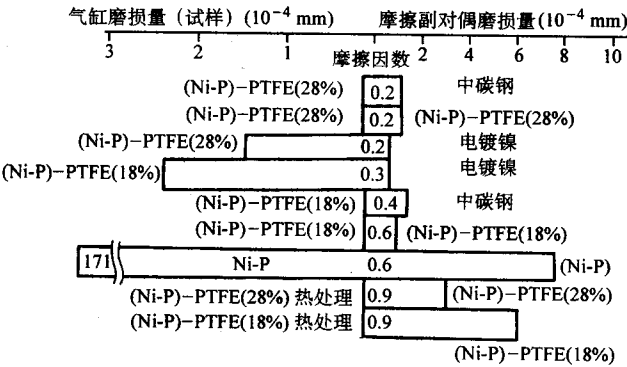 气缸磨损量（试样）(10⁻⁴ mm) 摩擦副对偶磨损量(10⁻⁴ mm)
3 2 1 2 4 6 8 10
摩擦因数
(Ni-P)−PTFE(28%) 0.2 中碳钢
(Ni-P)−PTFE(28%) 0.2 (Ni-P)−PTFE(28%)
(Ni-P)−PTFE(28%) 0.2 电镀镍
(Ni-P)−PTFE(18%) 0.3 电镀镍
(Ni-P)−PTFE(18%) 0.4 中碳钢
(Ni-P)−PTFE(18%) 0.6 (Ni-P)−PTFE(18%)
171 Ni-P 0.6 (Ni-P)
(Ni-P)−PTFE(28%) 热处理 0.9 (Ni-P)−PTFE(28%)
(Ni-P)−PTFE(18%) 热处理 0.9
(Ni-P)−PTFE(18%)